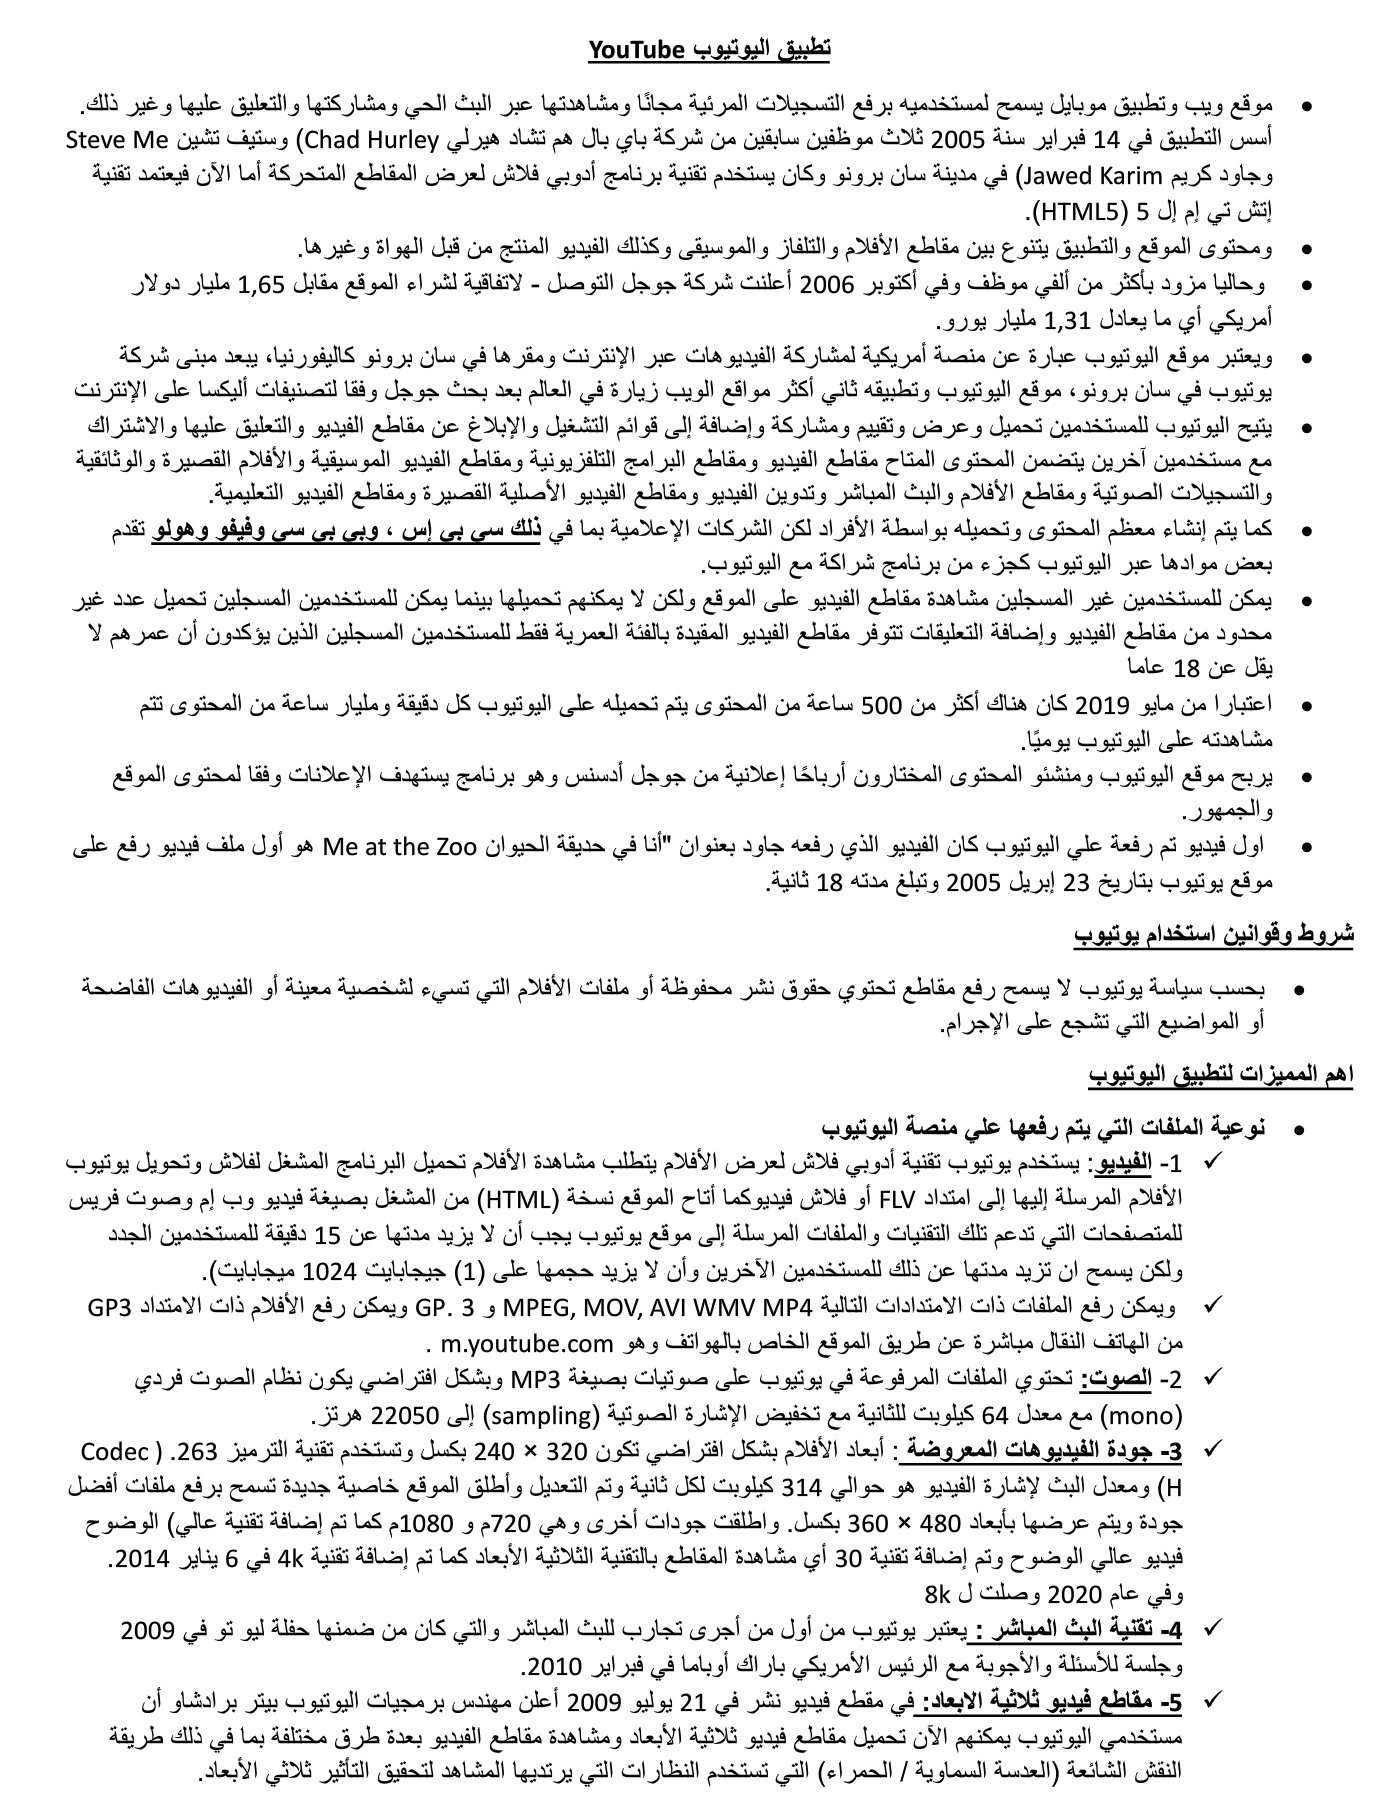 تطبيق اليوتيوب YouTube
• موقع ويب وتطبيق موبايل يسمح لمستخدميه برفع التسجيلات المرئية مجانًا ومشاهدتها عبر البث الحي ومشاركتها والتعليق عليها وغير ذلك.
أسس التطبيق في 14 فبراير سنة 2005 ثلاث موظفين سابقين من شركة باي بال هم تشاد هيرلي Chad Hurley) وستيف تشين Steve Me
وجاود كريم Jawed Karim) في مدينة سان برونو وكان يستخدم تقنية برنامج أدوبي فلاش لعرض المقاطع المتحركة أما الآن فيعتمد تقنية
إتش تي إم إل 5 (HTML5).
• ومحتوى الموقع والتطبيق يتنوع بين مقاطع الأفلام والتلفاز والموسيقى وكذلك الفيديو المنتج من قبل الهواة وغيرها.
• وحاليا مزود بأكثر من ألفي موظف وفي أكتوبر 2006 أعلنت شركة جوجل التوصل - لاتفاقية لشراء الموقع مقابل 1,65 مليار دولار
أمريكي أي ما يعادل 1,31 مليار يورو.
• ويعتبر موقع اليوتيوب عبارة عن منصة أمريكية لمشاركة الفيديوهات عبر الإنترنت ومقرها في سان برونو كاليفورنيا، يبعد مبنى شركة
يوتيوب في سان برونو، موقع اليوتيوب وتطبيقه ثاني أكثر مواقع الويب زيارة في العالم بعد بحث جوجل وفقا لتصنيفات أليكسا على الإنترنت
• يتيح اليوتيوب للمستخدمين تحميل وعرض وتقييم ومشاركة وإضافة إلى قوائم التشغيل والإبلاغ عن مقاطع الفيديو والتعليق عليها والاشتراك
مع مستخدمين آخرين يتضمن المحتوى المتاح مقاطع الفيديو ومقاطع البرامج التلفزيونية ومقاطع الفيديو الموسيقية والأفلام القصيرة والوثائقية
والتسجيلات الصوتية ومقاطع الأفلام والبث المباشر وتدوين الفيديو ومقاطع الفيديو الأصلية القصيرة ومقاطع الفيديو التعليمية.
• كما يتم إنشاء معظم المحتوى وتحميله بواسطة الأفراد لكن الشركات الإعلامية بما في ذلك سي بي إس ، وبي بي سي وفيفو وهولو تقدم
بعض موادها عبر اليوتيوب كجزء من برنامج شراكة مع اليوتيوب.
• يمكن للمستخدمين غير المسجلين مشاهدة مقاطع الفيديو على الموقع ولكن لا يمكنهم تحميلها بينما يمكن للمستخدمين المسجلين تحميل عدد غير
محدود من مقاطع الفيديو وإضافة التعليقات تتوفر مقاطع الفيديو المقيدة بالفئة العمرية فقط للمستخدمين المسجلين الذين يؤكدون أن عمرهم لا
يقل عن 18 عاما
• اعتبارا من مايو 2019 كان هناك أكثر من 500 ساعة من المحتوى يتم تحميله على اليوتيوب كل دقيقة ومليار ساعة من المحتوى تتم
مشاهدته على اليوتيوب يوميًا.
• يربح موقع اليوتيوب ومنشئو المحتوى المختارون أرباحًا إعلانية من جوجل أدسنس وهو برنامج يستهدف الإعلانات وفقا لمحتوى الموقع
والجمهور.
• اول فيديو تم رفعة علي اليوتيوب كان الفيديو الذي رفعه جاود بعنوان "أنا في حديقة الحيوان Me at the Zoo هو أول ملف فيديو رفع على
موقع يوتيوب بتاريخ 23 إبريل 2005 وتبلغ مدته 18 ثانية.
شروط وقوانين استخدام يوتيوب
• بحسب سياسة يوتيوب لا يسمح رفع مقاطع تحتوي حقوق نشر محفوظة أو ملفات الأفلام التي تسيء لشخصية معينة أو الفيديوهات الفاضحة
أو المواضيع التي تشجع على الإجرام.
اهم المميزات لتطبيق اليوتيوب
• نوعية الملفات التي يتم رفعها علي منصة اليوتيوب
✓ 1- الفيديو: يستخدم يوتيوب تقنية أدوبي فلاش لعرض الأفلام يتطلب مشاهدة الأفلام تحميل البرنامج المشغل لفلاش وتحويل يوتيوب
الأفلام المرسلة إليها إلى امتداد FLV أو فلاش فيديوكما أتاح الموقع نسخة (HTML) من المشغل بصيغة فيديو وب إم وصوت فريس
للمتصفحات التي تدعم تلك التقنيات والملفات المرسلة إلى موقع يوتيوب يجب أن لا يزيد مدتها عن 15 دقيقة للمستخدمين الجدد
ولكن يسمح ان تزيد مدتها عن ذلك للمستخدمين الآخرين وأن لا يزيد حجمها على (1) جيجابايت 1024 ميجابايت).
✓ ويمكن رفع الملفات ذات الامتدادات التالية MPEG, MOV, AVI WMV MP4 و GP. 3 ويمكن رفع الأفلام ذات الامتداد GP3
من الهاتف النقال مباشرة عن طريق الموقع الخاص بالهواتف وهو m.youtube.com .
✓ 2- الصوت: تحتوي الملفات المرفوعة في يوتيوب على صوتيات بصيغة MP3 وبشكل افتراضي يكون نظام الصوت فردي
(mono) مع معدل 64 كيلوبت للثانية مع تخفيض الإشارة الصوتية (sampling) إلى 22050 هرتز.
✓ 3- جودة الفيديوهات المعروضة : أبعاد الأفلام بشكل افتراضي تكون 320 × 240 بكسل وتستخدم تقنية الترميز 263. ( Codec
H) ومعدل البث لإشارة الفيديو هو حوالي 314 كيلوبت لكل ثانية وتم التعديل وأطلق الموقع خاصية جديدة تسمح برفع ملفات أفضل
جودة ويتم عرضها بأبعاد 480 × 360 بكسل. واطلقت جودات أخرى وهي 720م و 1080م كما تم إضافة تقنية عالي) الوضوح
فيديو عالي الوضوح وتم إضافة تقنية 30 أي مشاهدة المقاطع بالتقنية الثلاثية الأبعاد كما تم إضافة تقنية 4k في 6 يناير 2014.
وفي عام 2020 وصلت ل 8k
✓ 4- تقنية البث المباشر : يعتبر يوتيوب من أول من أجرى تجارب للبث المباشر والتي كان من ضمنها حفلة ليو تو في 2009
وجلسة للأسئلة والأجوبة مع الرئيس الأمريكي باراك أوباما في فبراير 2010.
✓ 5- مقاطع فيديو ثلاثية الابعاد: في مقطع فيديو نشر في 21 يوليو 2009 أعلن مهندس برمجيات اليوتيوب بيتر برادشاو أن
مستخدمي اليوتيوب يمكنهم الآن تحميل مقاطع فيديو ثلاثية الأبعاد ومشاهدة مقاطع الفيديو بعدة طرق مختلفة بما في ذلك طريقة
النقش الشائعة (العدسة السماوية / الحمراء) التي تستخدم النظارات التي يرتديها المشاهد لتحقيق التأثير ثلاثي الأبعاد.